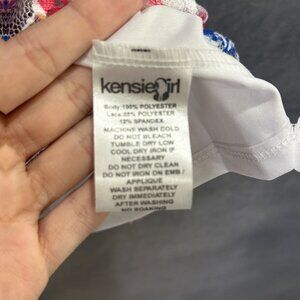 kensiegirl
Body:100% POLYESTER
Lace:88% POLYESTER
12% SPANDEX
MACHINE WASH COLD
DO NOT BLEACH
TUMBLE DRY LOW
COOL DRY IRON IF
NECESSARY
DO NOT DRY CLEAN
DO NOT IRON ON EMB /
APPLIQUE
WASH SEPARATELY
DRY IMMEDIATELY
AFTER WASHING
NO SOAKING